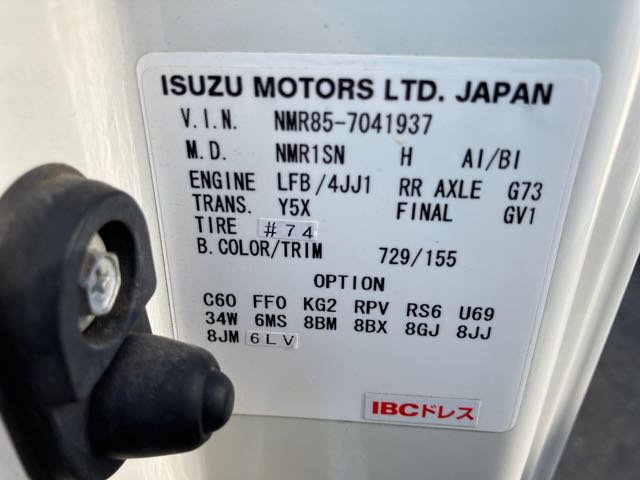 ISUZU MOTORS LTD. JAPAN
V.I.N. NMR85-7041937
M.D. NMR1SN H AI/BI
ENGINE LFB/4JJ1 RR AXLE G73
TRANS. Y5X FINAL GV1
TIRE #74
B.COLOR/TRIM 729/155
OPTION
C60 FF0 KG2 RPV RS6 U69
34W 6MS 8BM 8BX 8GJ 8JJ
8JM 6LV
IBCドレス